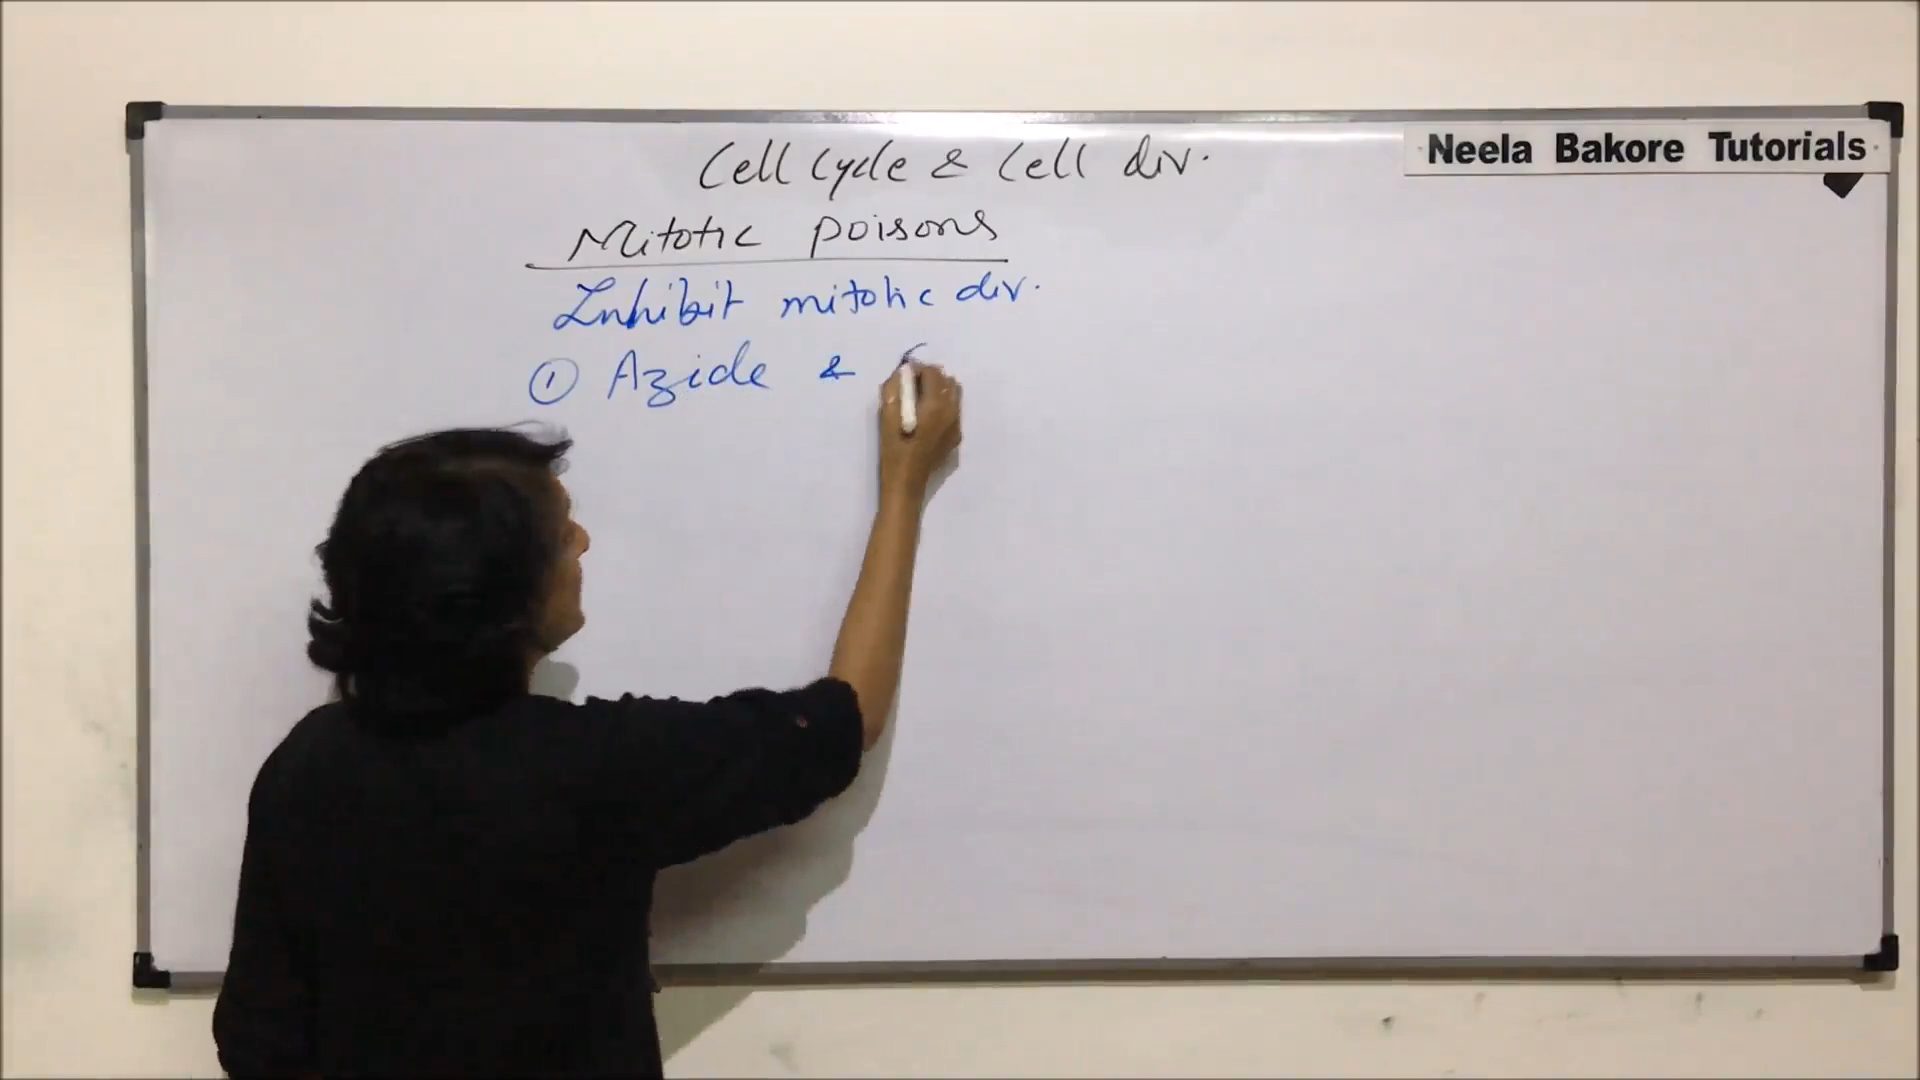 Cell Cycle & Cell div.
Neela Bakore Tutorials
Mitotic poisons
Inhibit mitotic div.
① Azide &